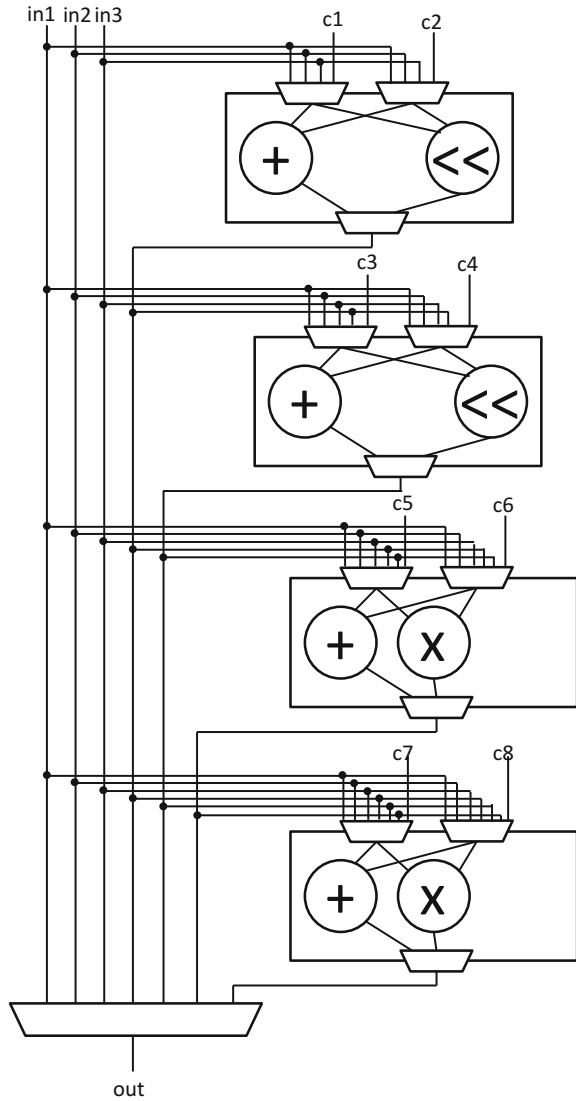 in1 in2 in3
c1 c2
+ <<
c3 c4
+ <<
c5 c6
+ x
c7 c8
+ x
out